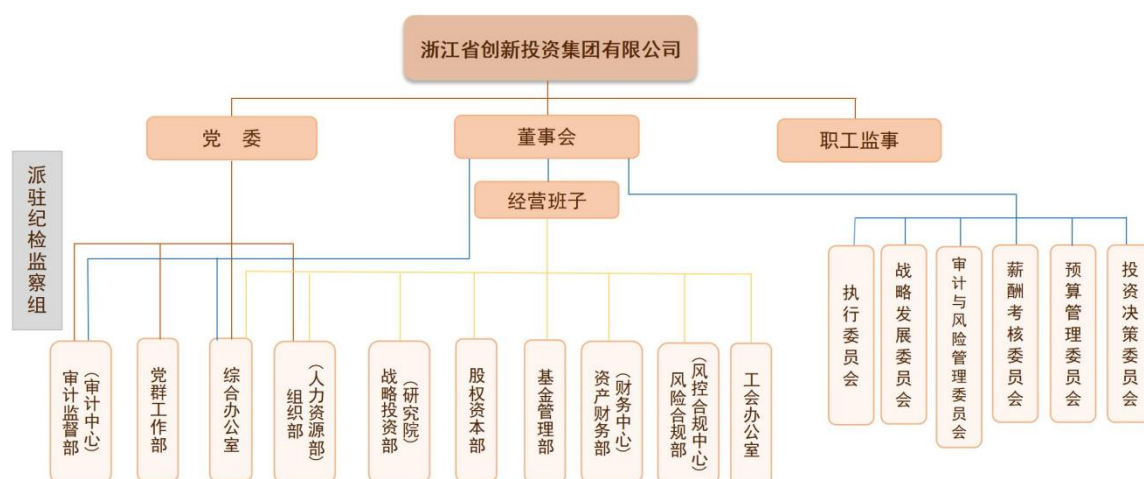 浙江省创新投资集团有限公司
党 委
董事会
职工监事
派驻纪检监察组
经营班子
执行委员会
战略发展委员会
审计与风险管理委员会
薪酬考核委员会
预算管理委员会
投资决策委员会
审计监督部
（审计中心）
党群工作部
综合办公室
组织部
（人力资源部）
战略投资部
（研究院）
股权资本部
基金管理部
资产财务部
（财务中心）
风险合规部
（风控合规中心）
工会办公室